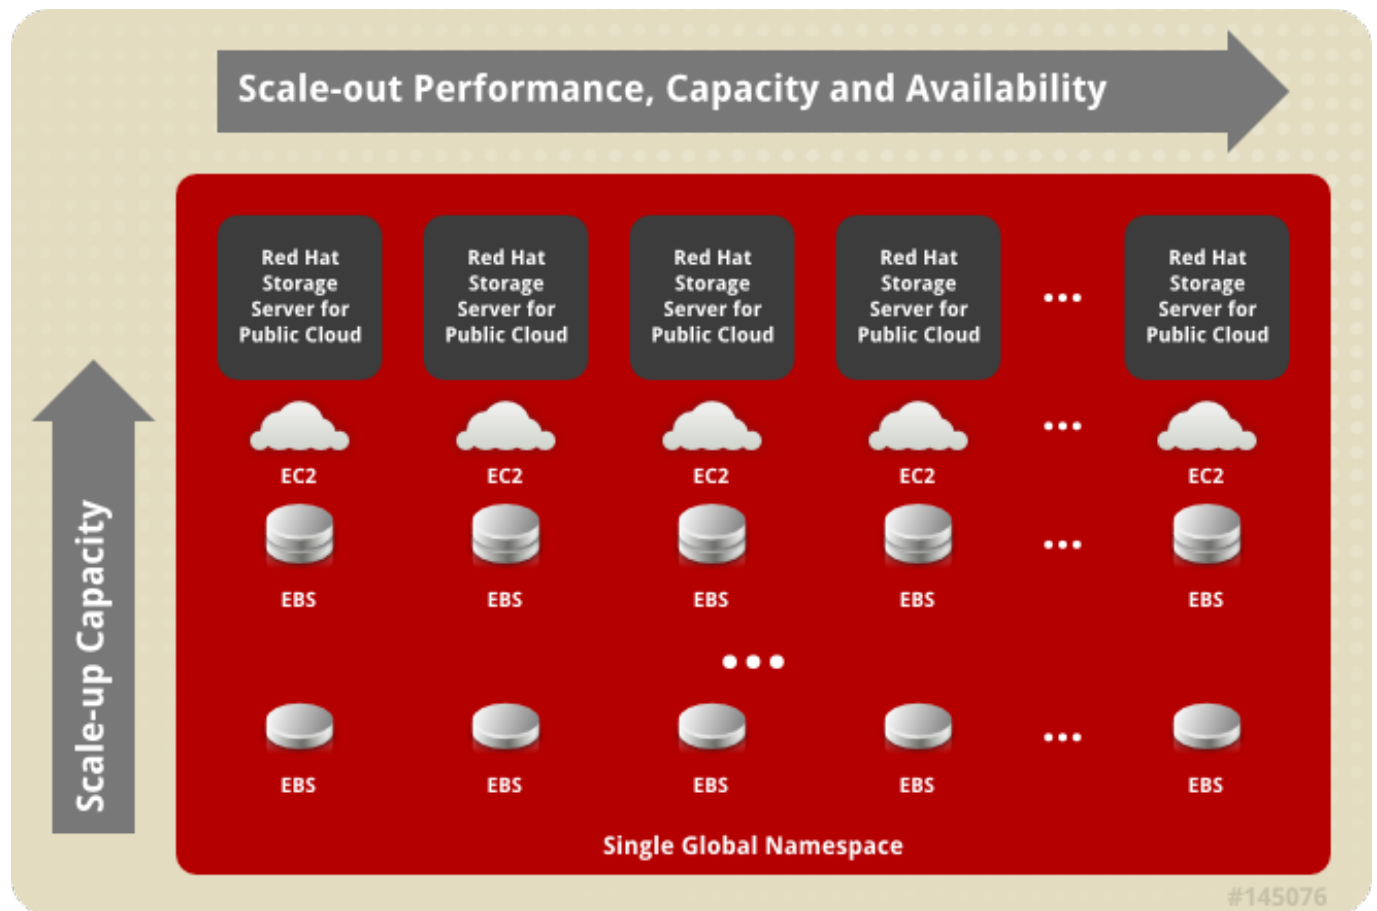 Scale-out Performance, Capacity and Availability
Red Hat
Storage
Server for
Public Cloud
Red Hat
Storage
Server for
Public Cloud
Red Hat
Storage
Server for
Public Cloud
Red Hat
Storage
Server for
Public Cloud
...
Red Hat
Storage
Server for
Public Cloud
EC2 EC2 EC2 EC2 ... EC2
EBS EBS EBS EBS ... EBS
...
EBS EBS EBS EBS ... EBS
Scale-up Capacity
Single Global Namespace
#145076